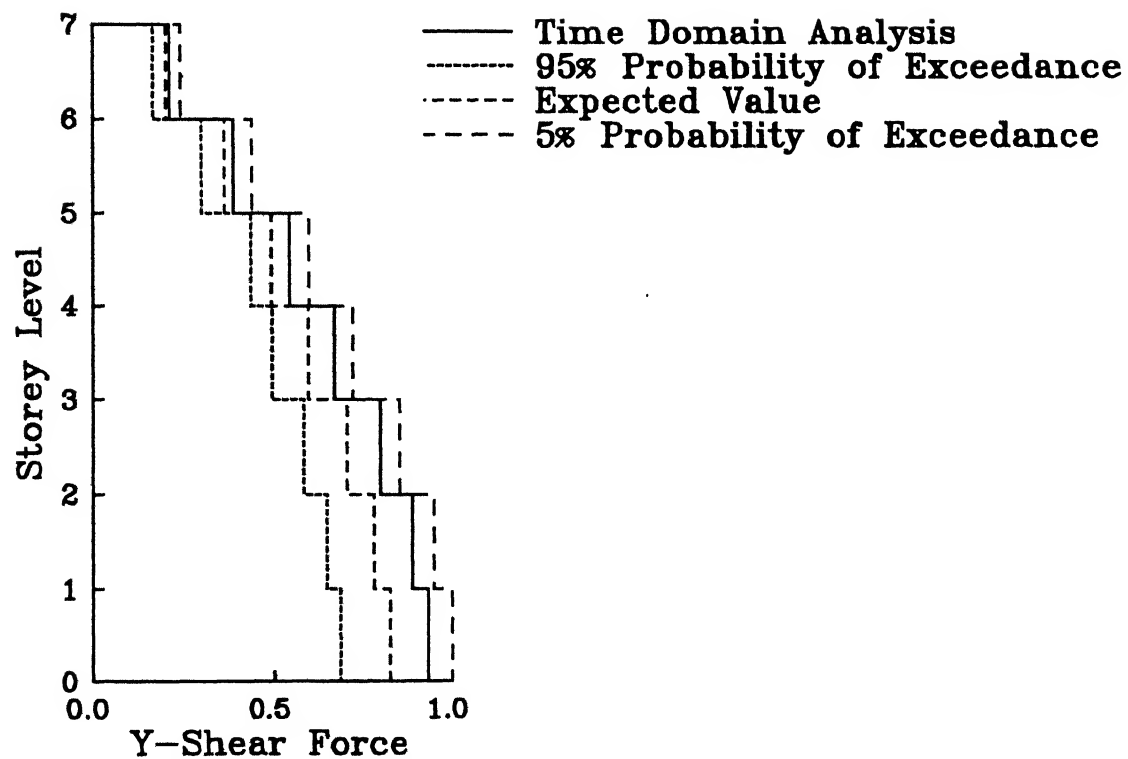 7
6
5
4
3
2
1
0
Storey Level
0.0 0.5 1.0
Y-Shear Force
Time Domain Analysis
95% Probability of Exceedance
Expected Value
5% Probability of Exceedance